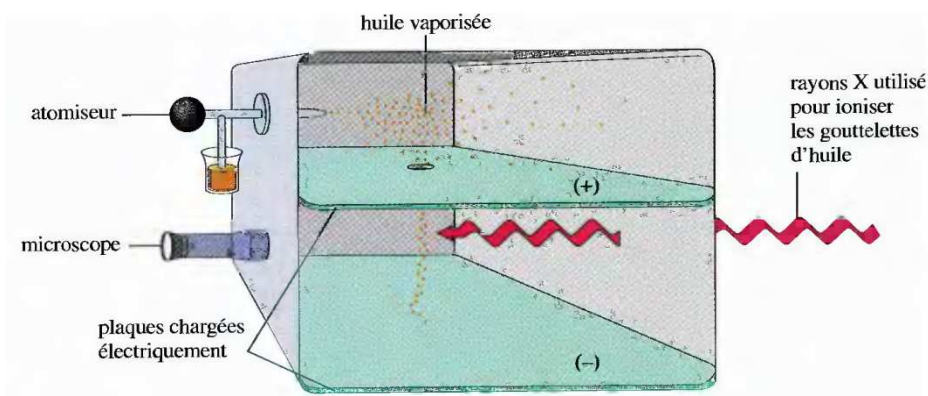 huile vaporisée
atomiseur
rayons X utilisé
pour ioniser
les gouttelettes
d'huile
(+)
microscope
plaques chargées
électriquement
(–)